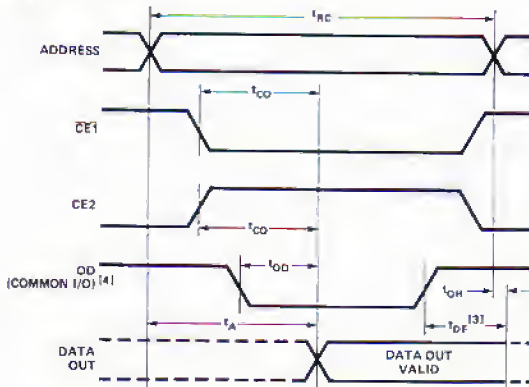 tRC
ADDRESS
tCO
CE1
CE2
tCO
OD
(COMMON I/O) [4]
tOD
tOH
tDF [3]
tA
DATA
OUT
DATA OUT
VALID